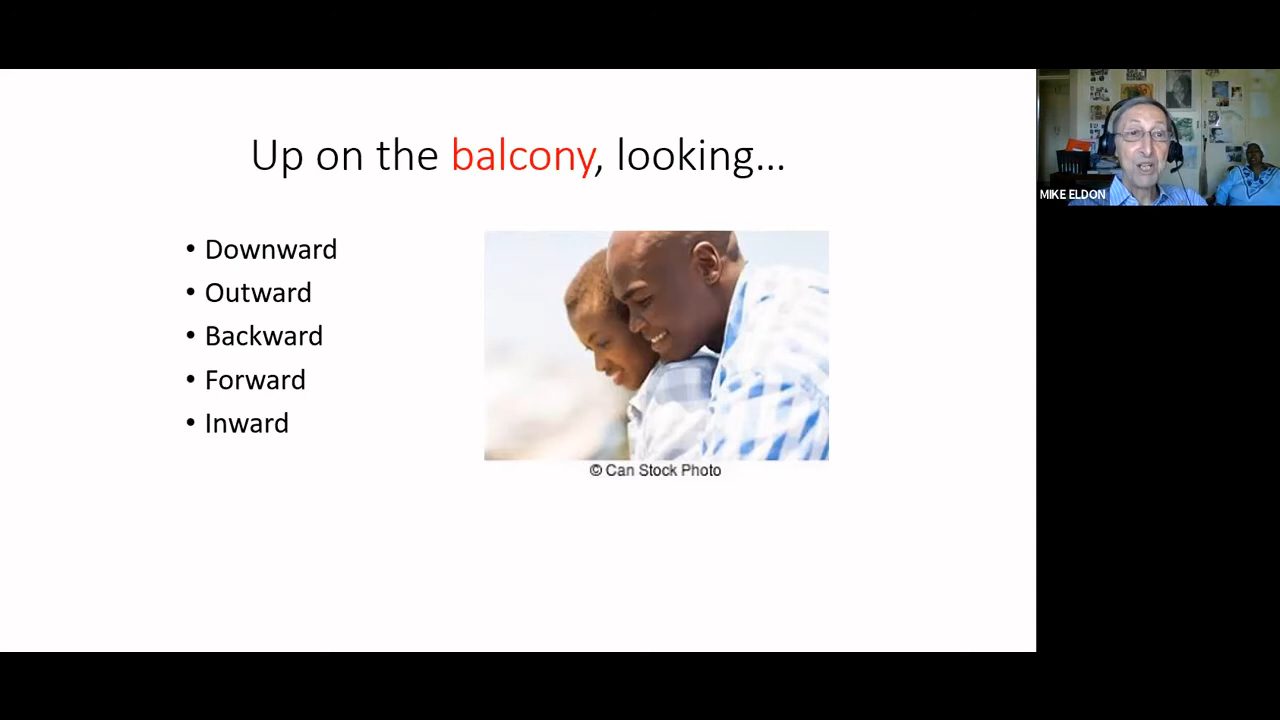 Up on the balcony, looking...
• Downward
• Outward
• Backward
• Forward
• Inward
© Can Stock Photo
MIKE ELDON